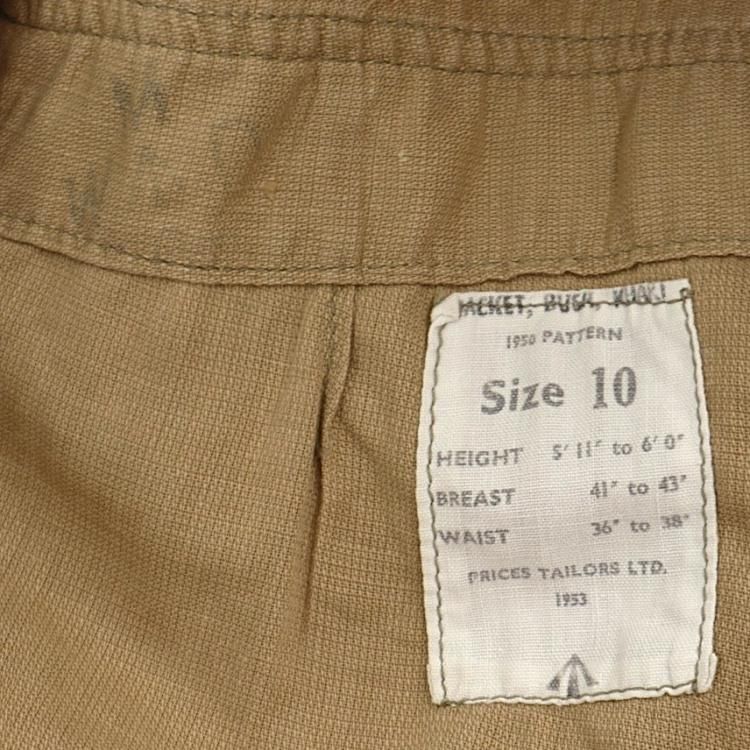 JACKET, BUSH, KHAKI
1950 PATTERN
Size 10
HEIGHT 5' 11" to 6' 0"
BREAST 41" to 43"
WAIST 36" to 38"
PRICES TAILORS LTD.
1953